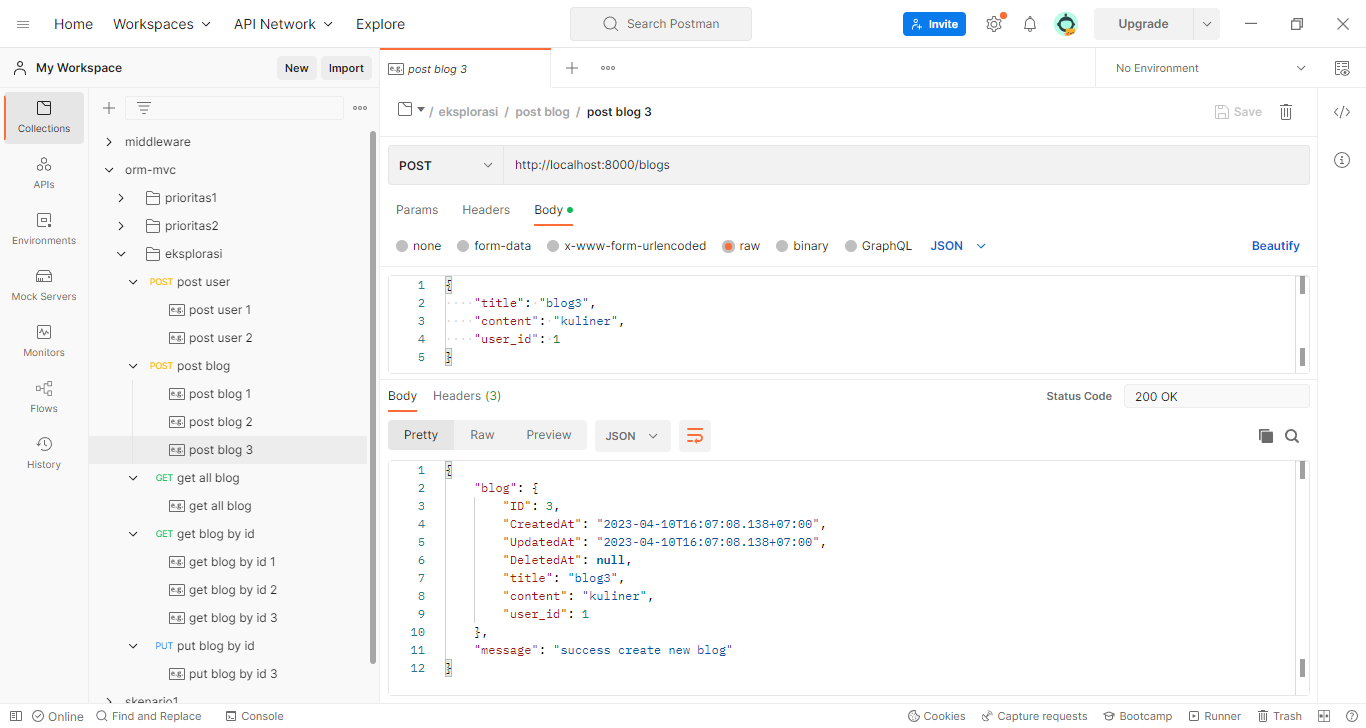 Home Workspaces API Network Explore Search Postman Invite Upgrade
My Workspace New Import
post blog 3
No Environment
Collections
APIs
Environments
Mock Servers
Monitors
Flows
History
middleware
orm-mvc
prioritas1
prioritas2
eksplorasi
POST post user
e.g. post user 1
e.g. post user 2
POST post blog
e.g. post blog 1
e.g. post blog 2
e.g. post blog 3
GET get all blog
e.g. get all blog
GET get blog by id
e.g. get blog by id 1
e.g. get blog by id 2
e.g. get blog by id 3
PUT put blog by id
e.g. put blog by id 3
skenario1
/ eksplorasi / post blog / post blog 3 Save
POST http://localhost:8000/blogs
Params Headers Body
none form-data x-www-form-urlencoded raw binary GraphQL JSON Beautify
1 {
2 "title": "blog3",
3 "content": "kuliner",
4 "user_id": 1
5 }
Body Headers (3) Status Code 200 OK
Pretty Raw Preview JSON
1 {
2 "blog": {
3 "ID": 3,
4 "CreatedAt": "2023-04-10T16:07:08.138+07:00",
5 "UpdatedAt": "2023-04-10T16:07:08.138+07:00",
6 "DeletedAt": null,
7 "title": "blog3",
8 "content": "kuliner",
9 "user_id": 1
10 },
11 "message": "success create new blog"
12 }
Online Find and Replace Console Cookies Capture requests Bootcamp Runner Trash